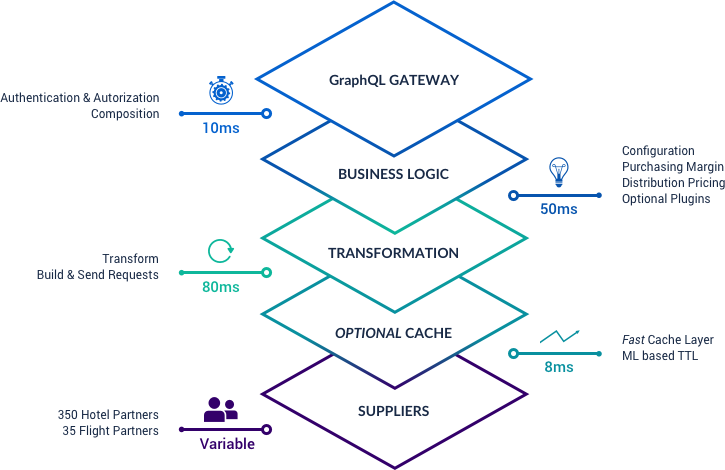 GraphQL GATEWAY
Authentication & Autorization
Composition
10ms
BUSINESS LOGIC
Configuration
Purchasing Margin
Distribution Pricing
Optional Plugins
50ms
TRANSFORMATION
Transform
Build & Send Requests
80ms
OPTIONAL CACHE
Fast Cache Layer
ML based TTL
8ms
SUPPLIERS
350 Hotel Partners
35 Flight Partners
Variable